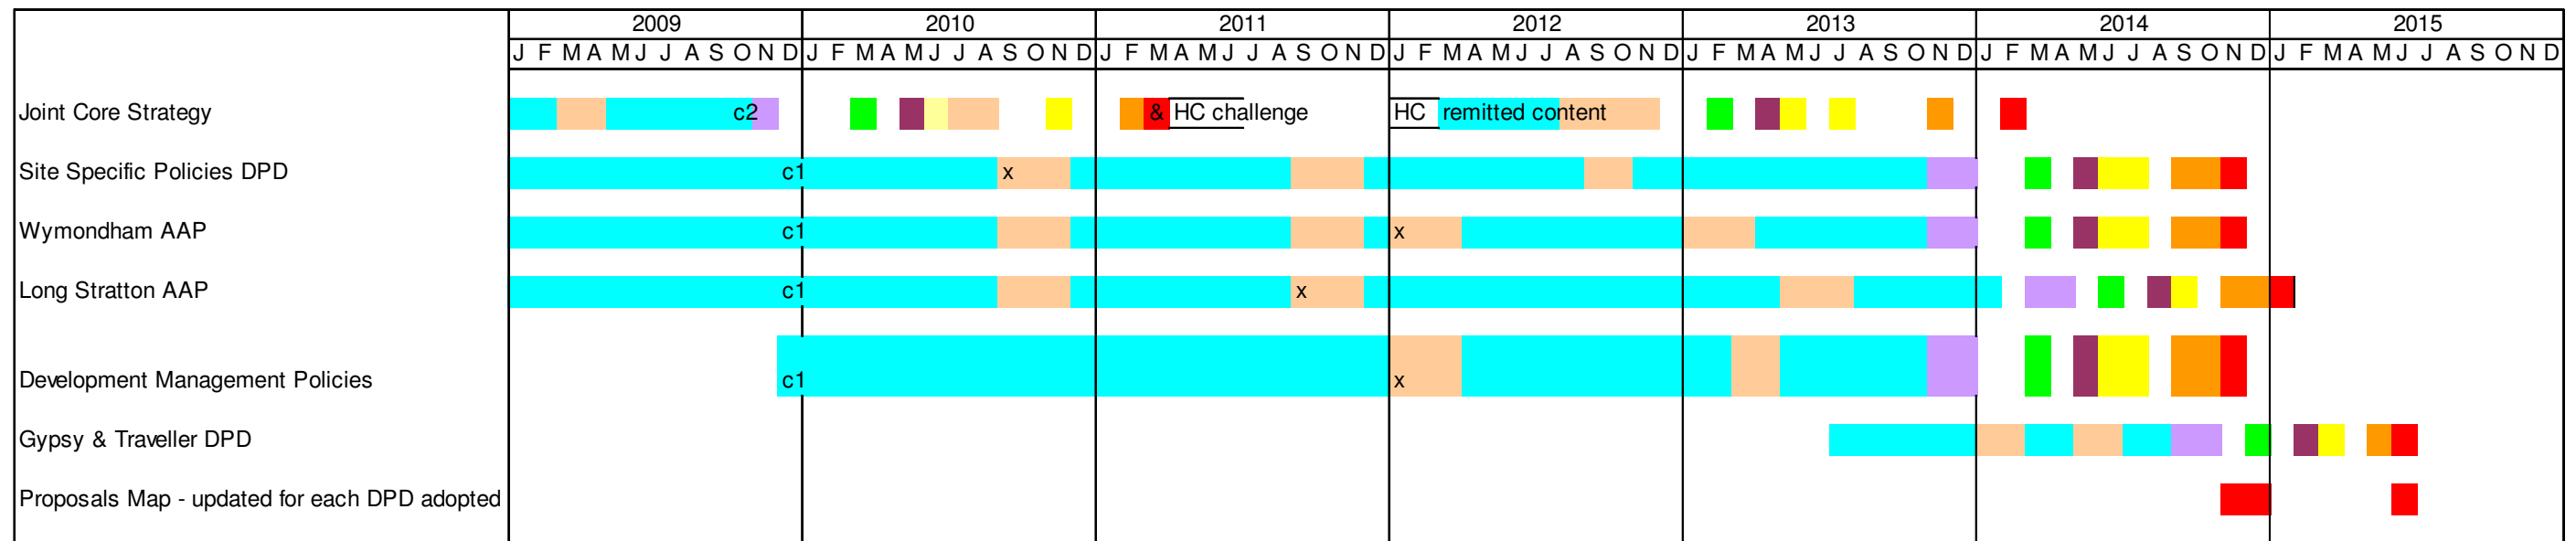 2009 2010 2011 2012 2013 2014 2015
J F M A M J J A S O N D J F M A M J J A S O N D J F M A M J J A S O N D J F M A M J J A S O N D J F M A M J J A S O N D J F M A M J J A S O N D J F M A M J J A S O N D
Joint Core Strategy c2 & HC challenge HC remitted content
Site Specific Policies DPD c1 x
Wymondham AAP c1 x
Long Stratton AAP c1 x
Development Management Policies c1 x
Gypsy & Traveller DPD
Proposals Map - updated for each DPD adopted